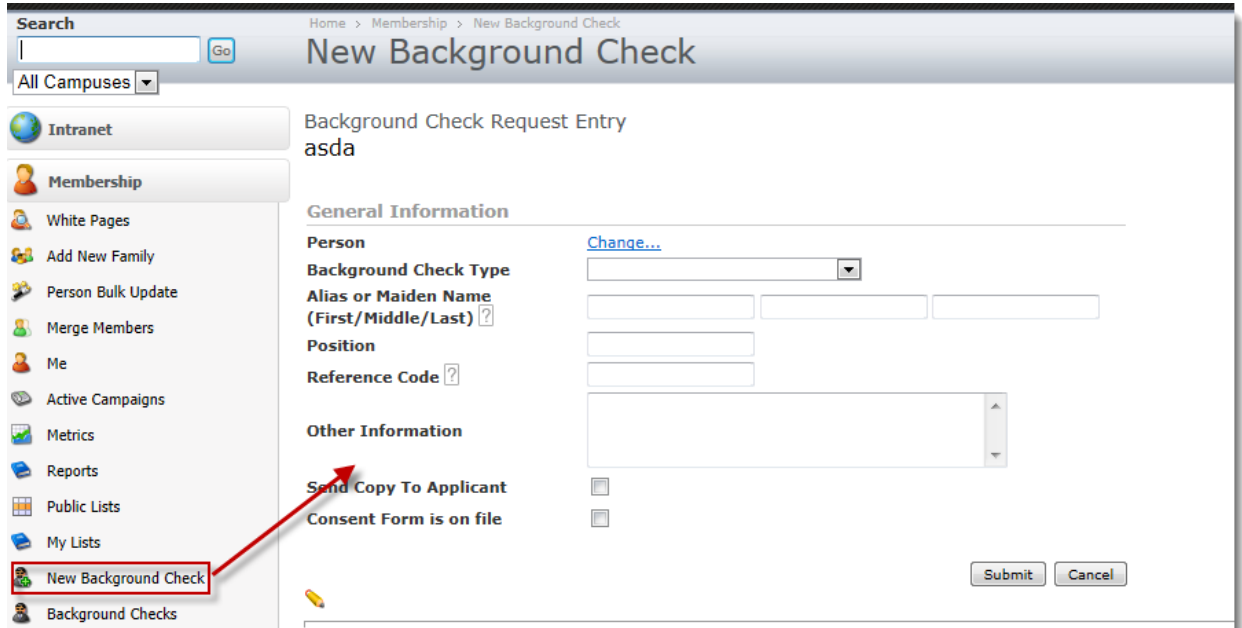 Search
Go
All Campuses
Home > Membership > New Background Check
New Background Check
Intranet
Membership
White Pages
Add New Family
Person Bulk Update
Merge Members
Me
Active Campaigns
Metrics
Reports
Public Lists
My Lists
New Background Check
Background Checks
Background Check Request Entry
asda
General Information
Person Change...
Background Check Type
Alias or Maiden Name
(First/Middle/Last) ?
Position
Reference Code ?
Other Information
Send Copy To Applicant
Consent Form is on file
Submit Cancel